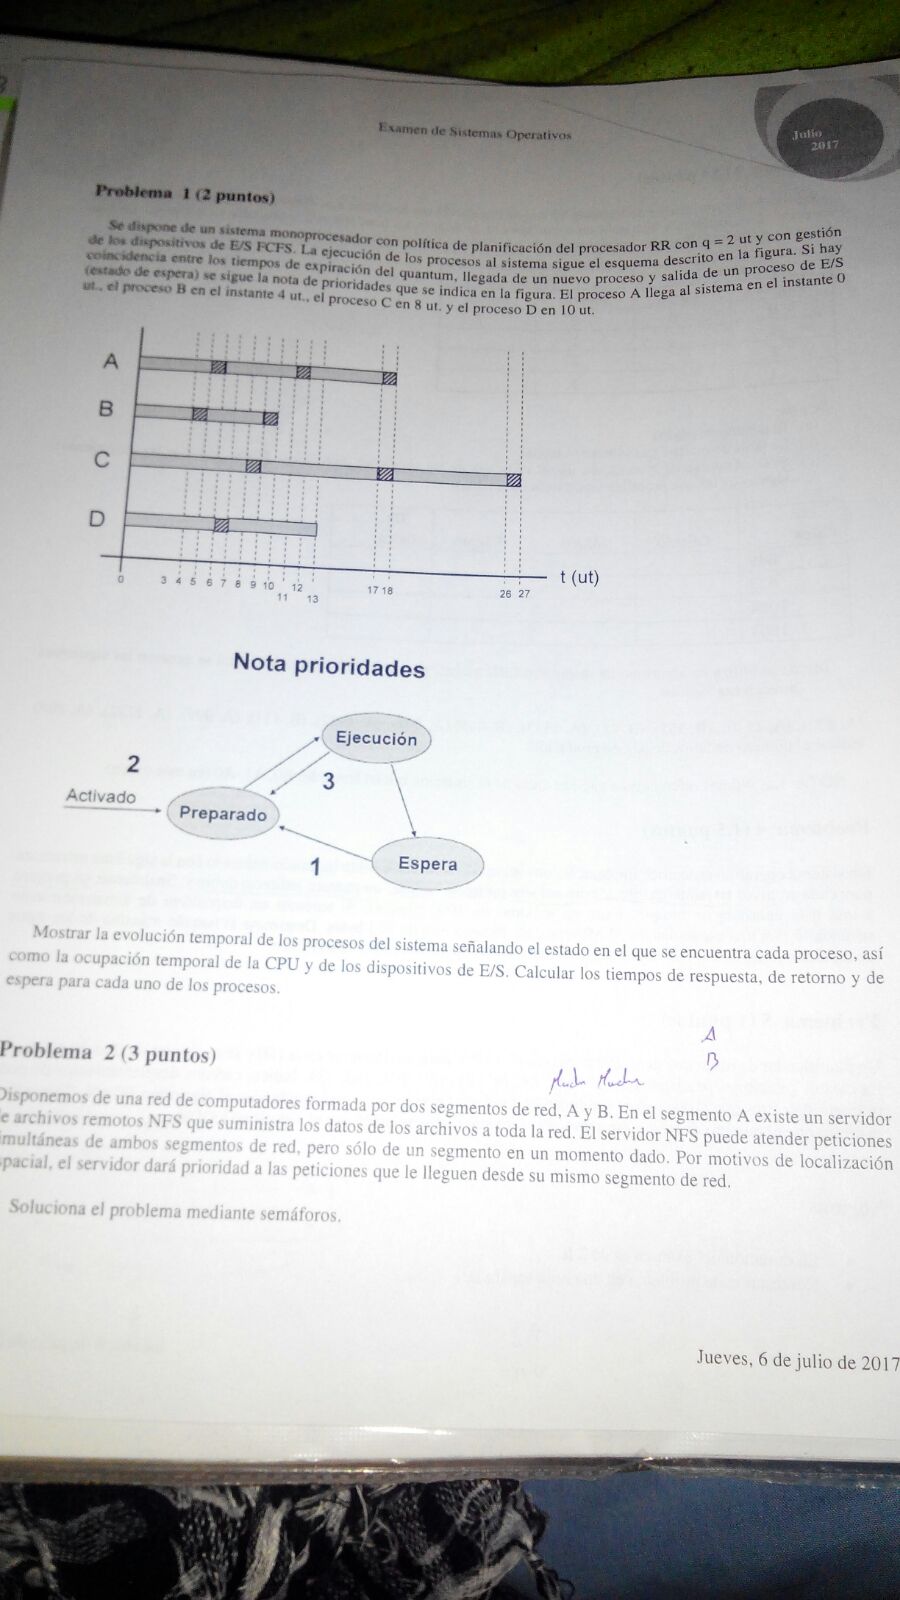 Examen de Sistemas Operativos
Julio
2017
Problema 1 (2 puntos)
Se dispone de un sistema monoprocesador con política de planificación del procesador RR con q = 2 ut y con gestión
de los dispositivos de E/S FCFS. La ejecución de los procesos al sistema sigue el esquema descrito en la figura. Si hay
coincidencia entre los tiempos de expiración del quantum, llegada de un nuevo proceso y salida de un proceso de E/S
(estado de espera) se sigue la nota de prioridades que se indica en la figura. El proceso A llega al sistema en el instante 0
ut., el proceso B en el instante 4 ut., el proceso C en 8 ut. y el proceso D en 10 ut.
A
B
C
D
0 3 4 5 6 7 8 9 10 11 12 13 17 18 26 27
t (ut)
Nota prioridades
Ejecución
2
3
Activado
Preparado
1
Espera
Mostrar la evolución temporal de los procesos del sistema señalando el estado en el que se encuentra cada proceso, así
como la ocupación temporal de la CPU y de los dispositivos de E/S. Calcular los tiempos de respuesta, de retorno y de
espera para cada uno de los procesos.
A
B
Problema 2 (3 puntos)
Disponemos de una red de computadores formada por dos segmentos de red, A y B. En el segmento A existe un servidor
e archivos remotos NFS que suministra los datos de los archivos a toda la red. El servidor NFS puede atender peticiones
imultáneas de ambos segmentos de red, pero sólo de un segmento en un momento dado. Por motivos de localización
spacial, el servidor dará prioridad a las peticiones que le lleguen desde su mismo segmento de red.
Soluciona el problema mediante semáforos.
Jueves, 6 de julio de 2017